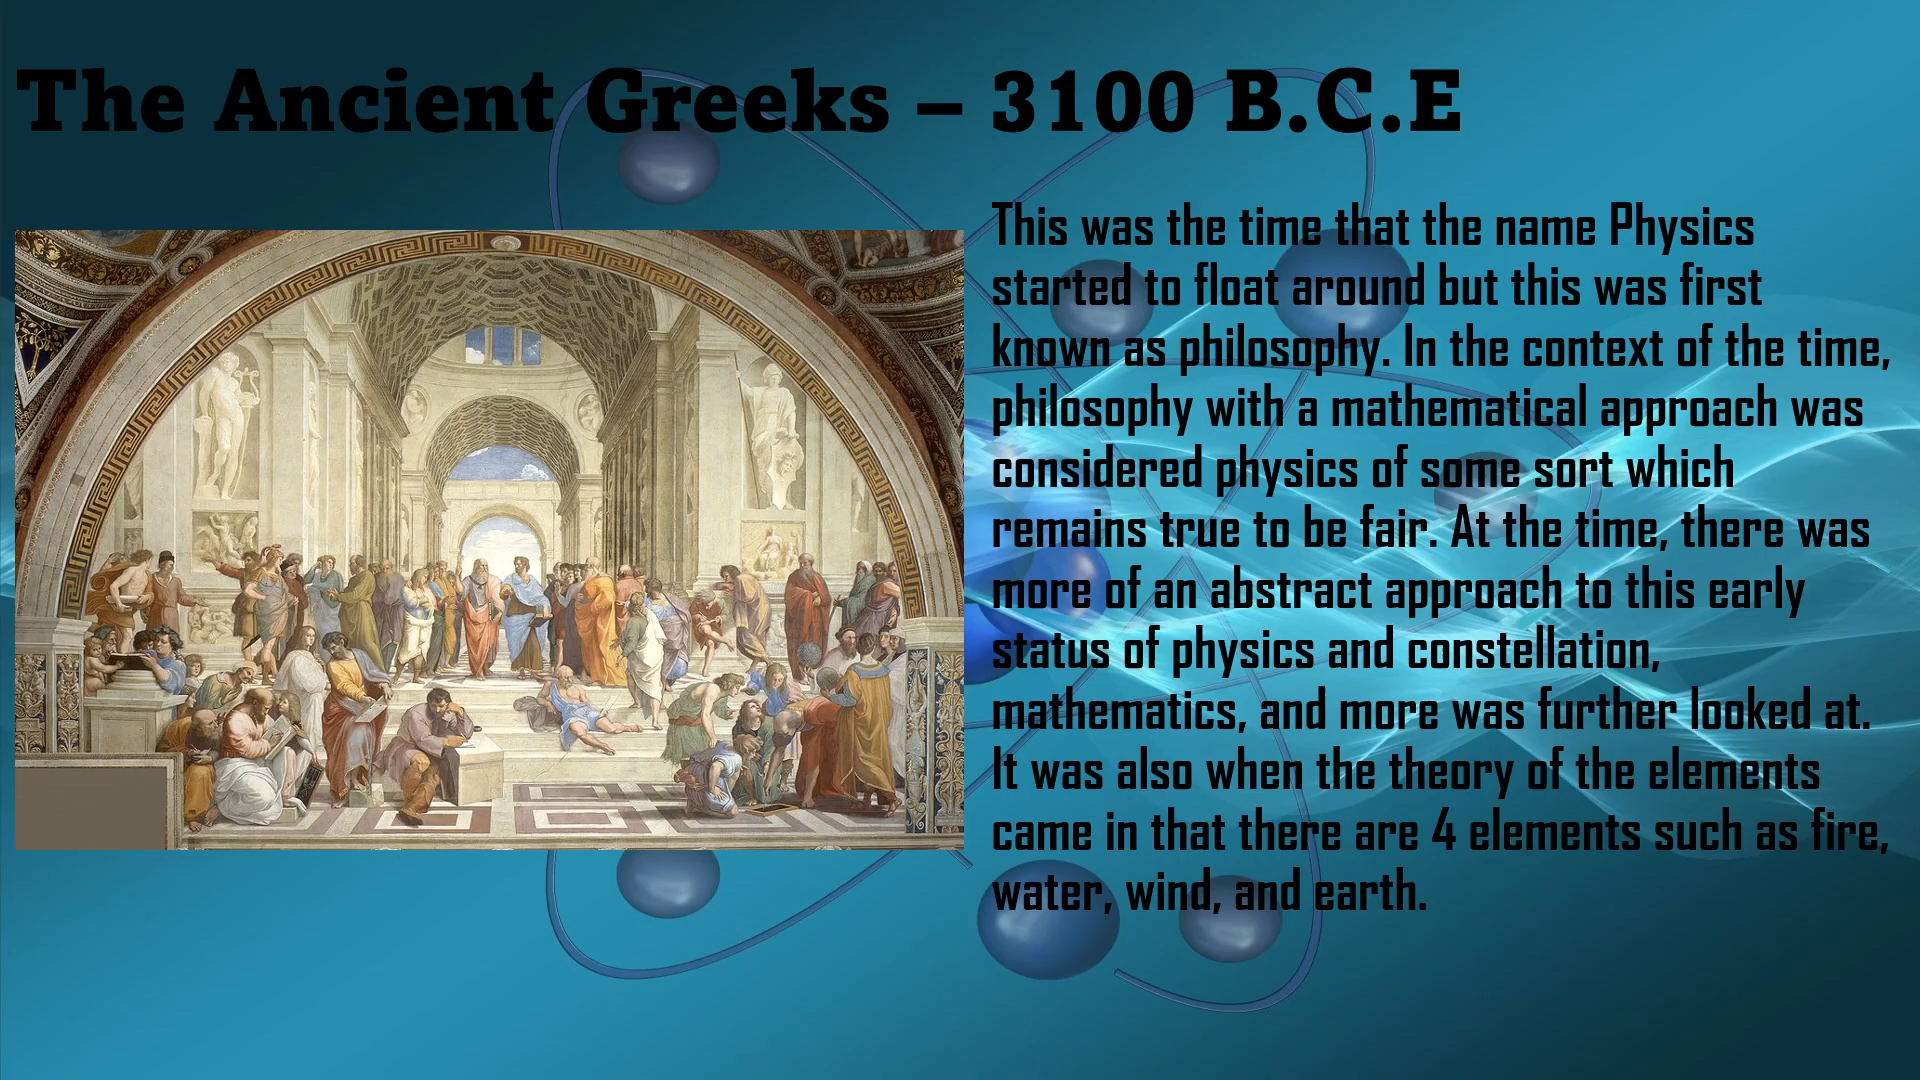 The Ancient Greeks – 3100 B.C.E
This was the time that the name Physics
started to float around but this was first
known as philosophy. In the context of the time,
philosophy with a mathematical approach was
considered physics of some sort which
remains true to be fair. At the time, there was
more of an abstract approach to this early
status of physics and constellation,
mathematics, and more was further looked at.
It was also when the theory of the elements
came in that there are 4 elements such as fire,
water, wind, and earth.